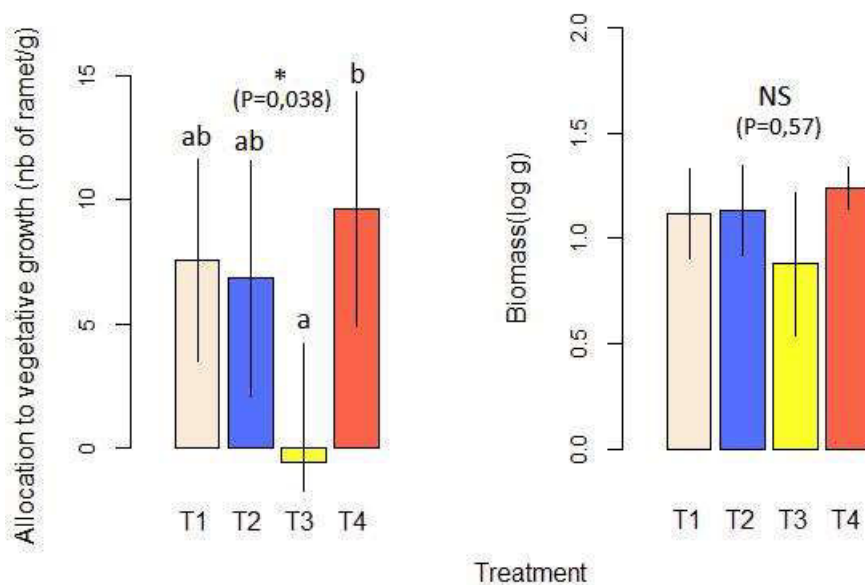 Allocation to vegetative growth (nb of ramet/g)
15
10
5
0
*
(P=0,038)
ab
ab
a
b
T1 T2 T3 T4
Biomass(log g)
2.0
1.5
1.0
0.5
0.0
NS
(P=0,57)
T1 T2 T3 T4
Treatment